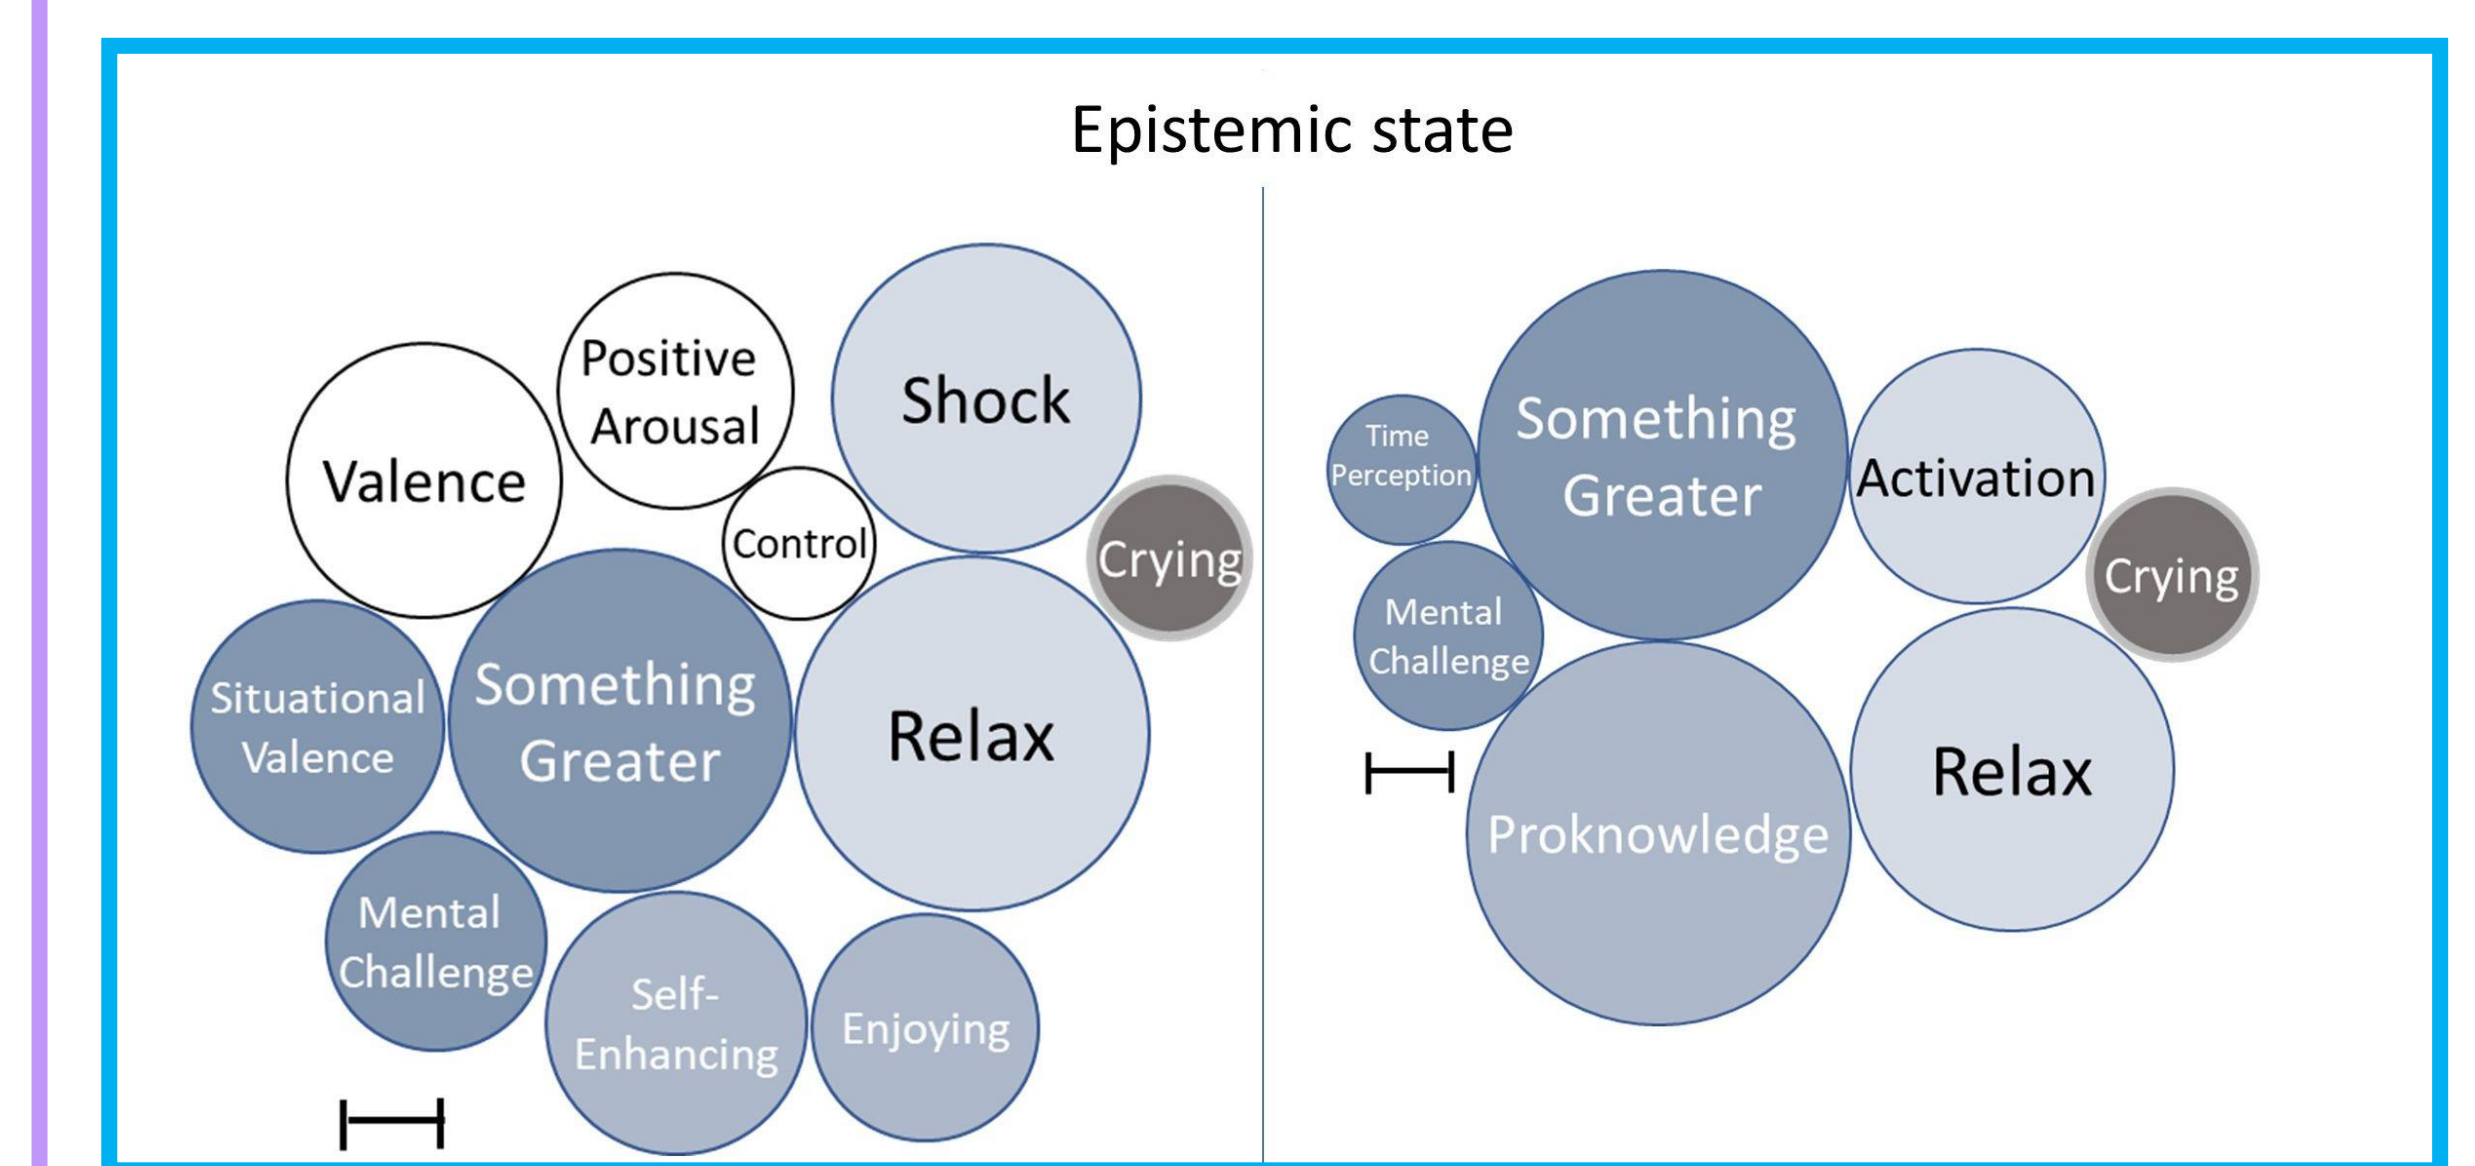 Epistemic state
Positive
Arousal
Shock
Valence
Control
Crying
Situational
Valence
Something
Greater
Relax
Mental
Challenge
Self-
Enhancing
Enjoying
Something
Greater
Time
Perception
Activation
Crying
Mental
Challenge
Proknowledge
Relax